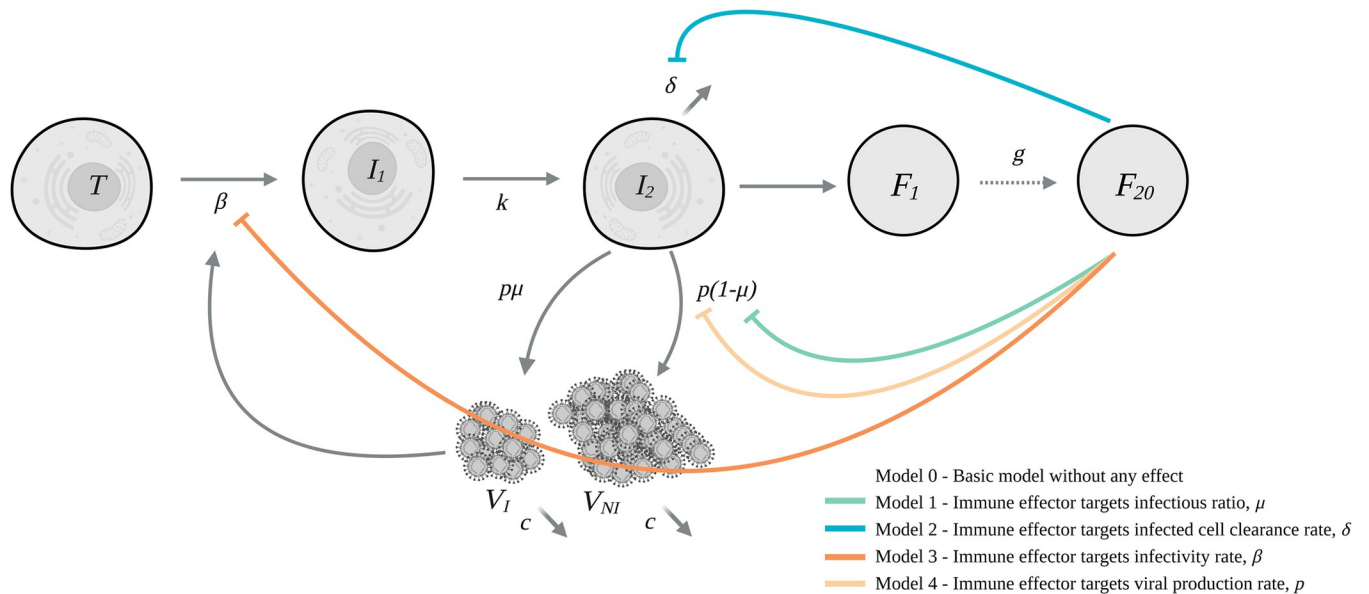 δ
T
β
I1
k
I2
F1
g
F20
pμ
p(1-μ)
VI
c
VNI
c
Model 0 - Basic model without any effect
Model 1 - Immune effector targets infectious ratio, μ
Model 2 - Immune effector targets infected cell clearance rate, δ
Model 3 - Immune effector targets infectivity rate, β
Model 4 - Immune effector targets viral production rate, p